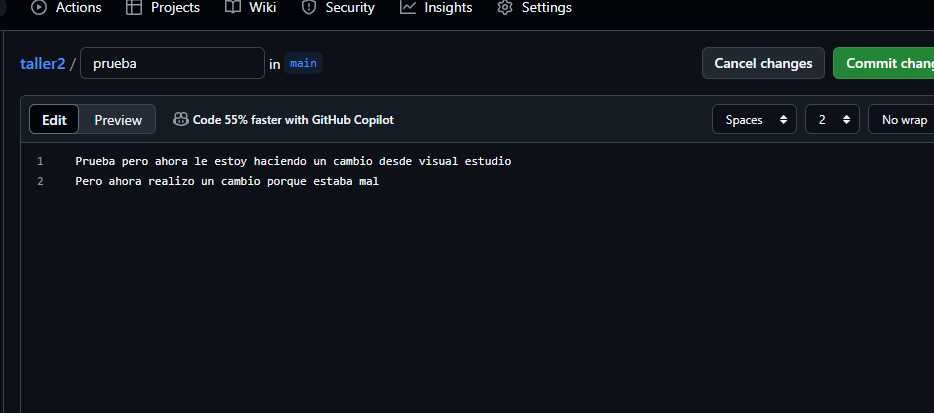 Actions Projects Wiki Security Insights Settings
taller2 / prueba in main Cancel changes Commit chang
Edit Preview Code 55% faster with GitHub Copilot Spaces 2 No wrap
1 Prueba pero ahora le estoy haciendo un cambio desde visual estudio
2 Pero ahora realizo un cambio porque estaba mal